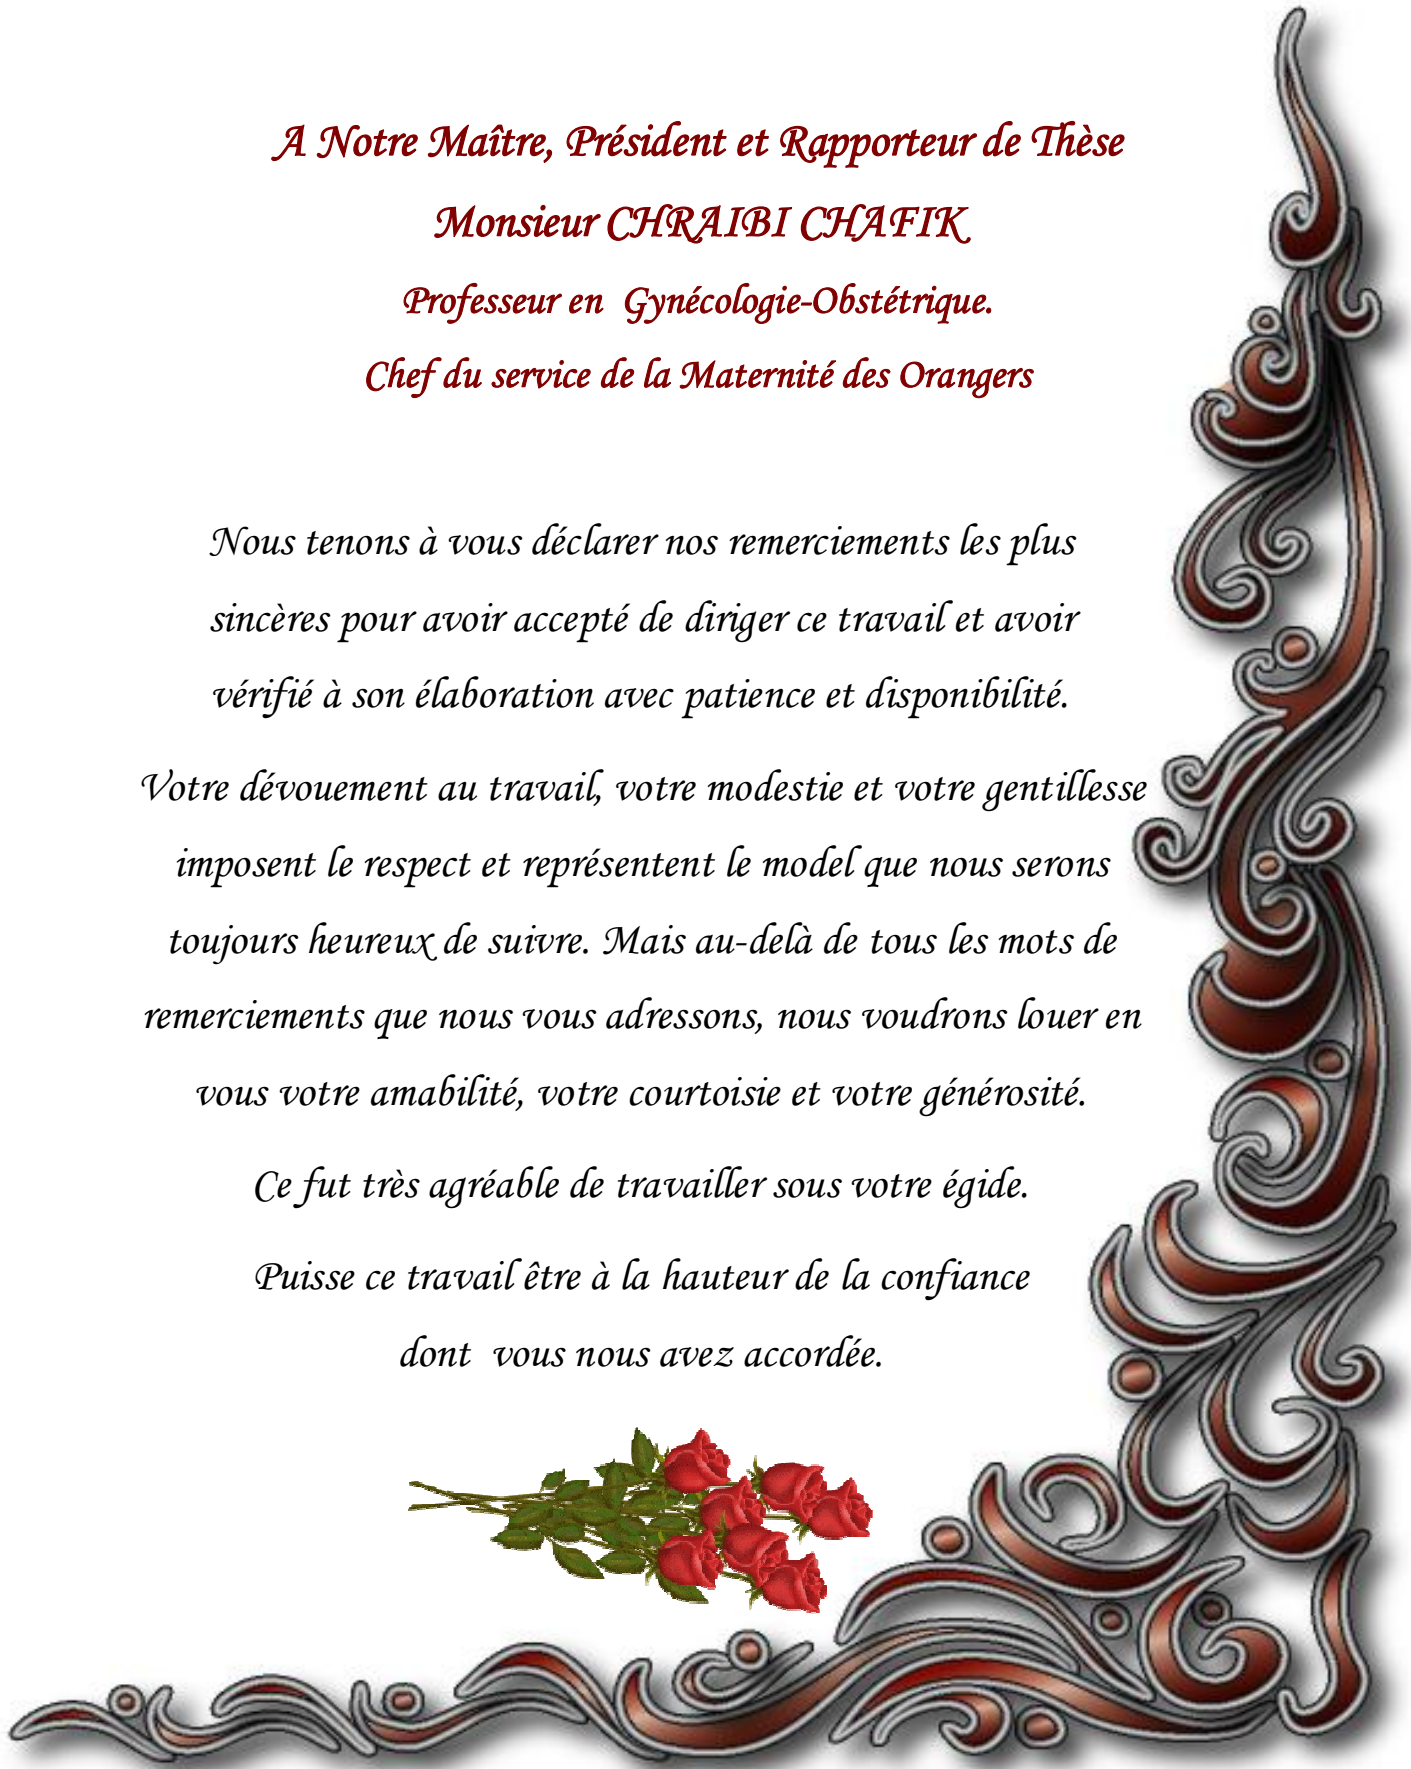 A Notre Maître, Président et Rapporteur de Thèse
Monsieur CHRAIBI CHAFIK
Professeur en  Gynécologie-Obstétrique.
Chef du service de la Maternité des Orangers
Nous tenons à vous déclarer nos remerciements les plus
sincères pour avoir accepté de diriger ce travail et avoir
vérifié à son élaboration avec patience et disponibilité.
Votre dévouement au travail, votre modestie et votre gentillesse
imposent le respect et représentent le model que nous serons
toujours heureux de suivre. Mais au-delà de tous les mots de
remerciements que nous vous adressons, nous voudrons louer en
vous votre amabilité, votre courtoisie et votre générosité.
Ce fut très agréable de travailler sous votre égide.
Puisse ce travail être à la hauteur de la confiance
dont  vous nous avez accordée.